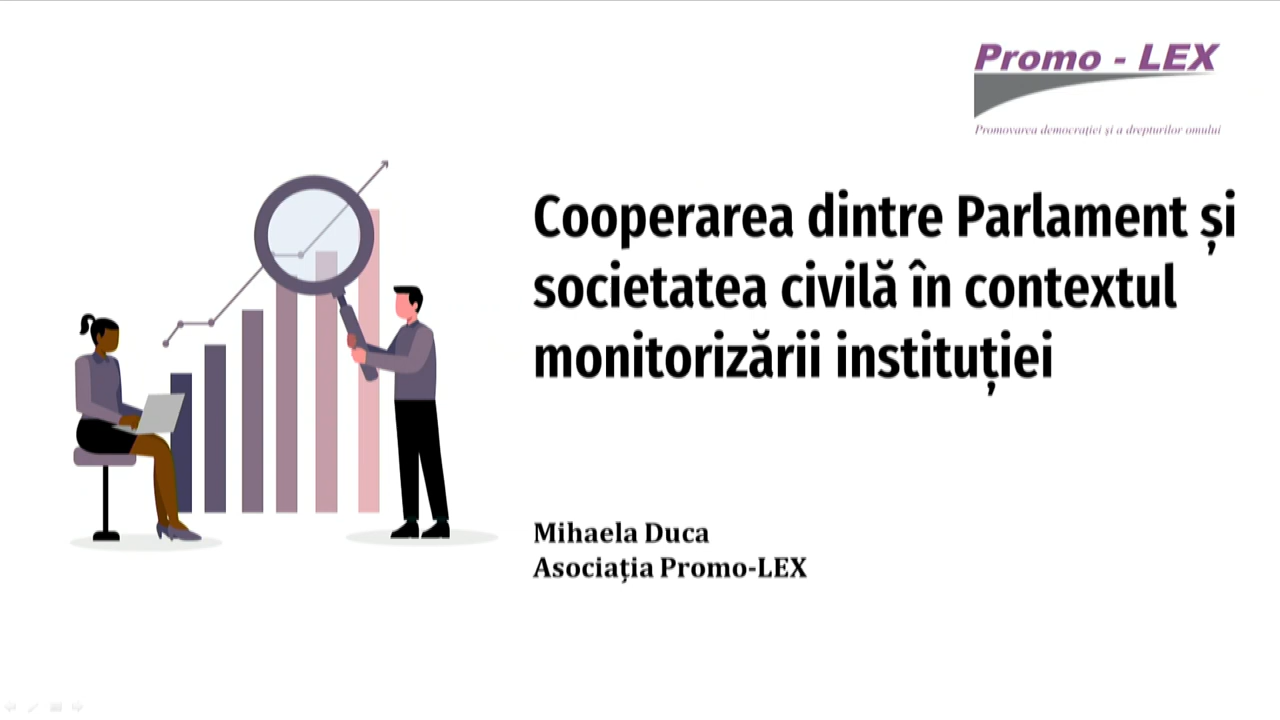 Promo - LEX
Promovarea democrației și a drepturilor omului
Cooperarea dintre Parlament și
societatea civilă în contextul
monitorizării instituției
Mihaela Duca
Asociația Promo-LEX